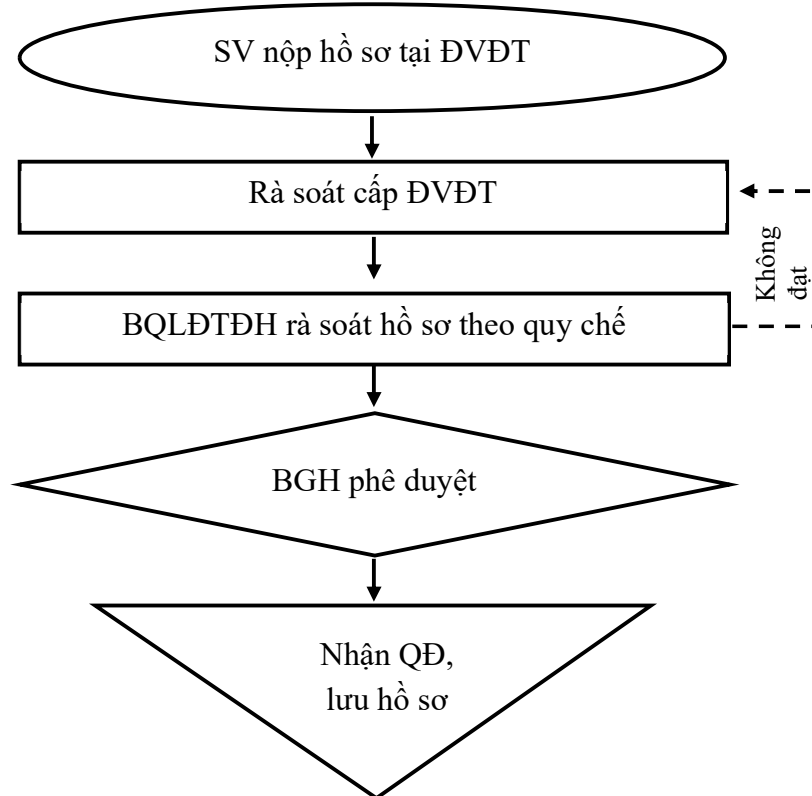 SV nộp hồ sơ tại ĐVĐT
Rà soát cấp ĐVĐT
Không
đạt
BQLĐTĐH rà soát hồ sơ theo quy chế
BGH phê duyệt
Nhận QĐ,
lưu hồ sơ